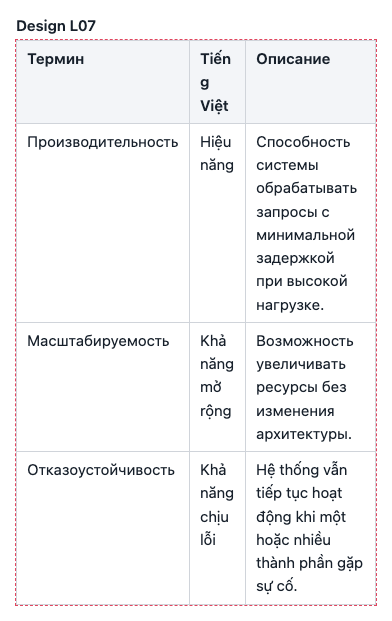 Design L07
Термин
Tiến
g
Việt
Описание
Производительность
Hiệu
năng
Способность
системы
обрабатывать
запросы с
минимальной
задержкой
при высокой
нагрузке.
Масштабируемость
Khả
năng
mở
rộng
Возможность
увеличивать
ресурсы без
изменения
архитектуры.
Отказоустойчивость
Khả
năng
chịu
lỗi
Hệ thống vẫn
tiếp tục hoạt
động khi một
hoặc nhiều
thành phần gặp
sự cố.